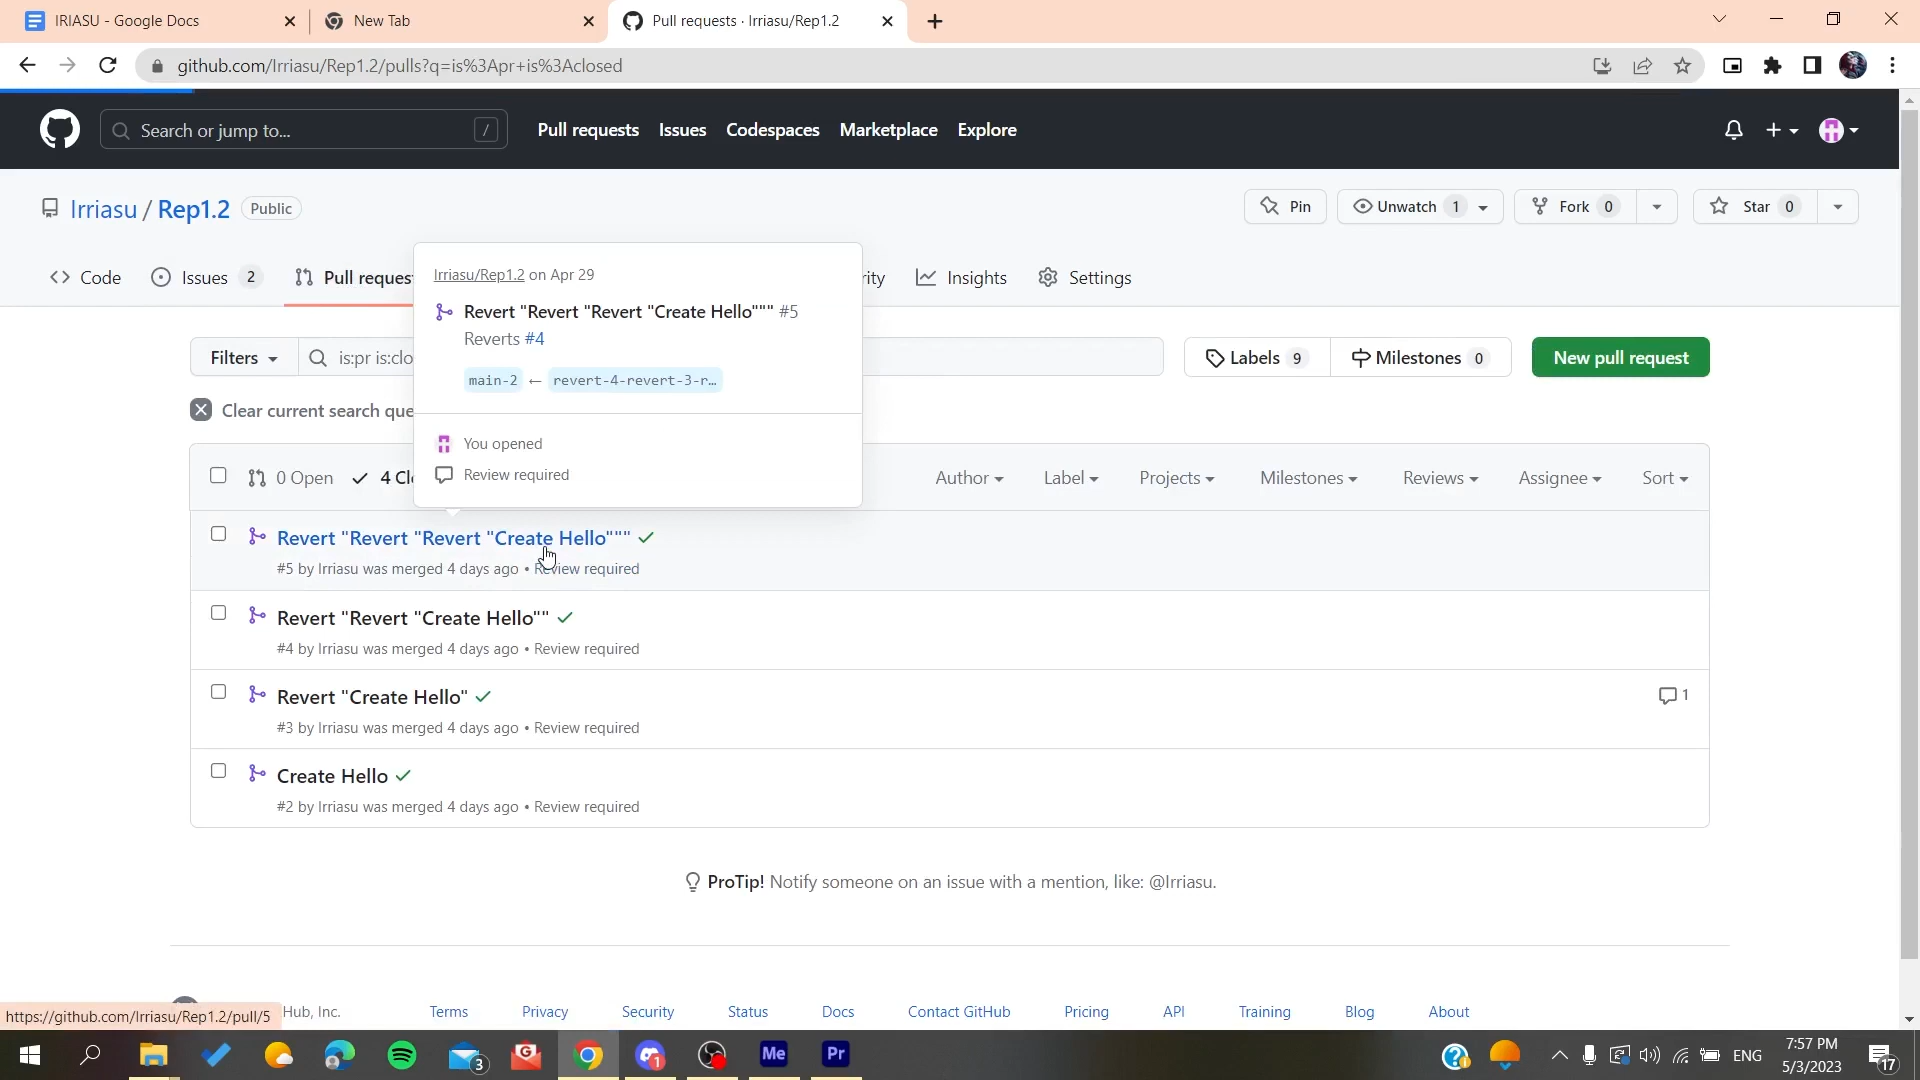 IRIASU - Google Docs
New Tab
Pull requests · Irriasu/Rep1.2
github.com/Irriasu/Rep1.2/pulls?q=is%3Apr+is%3Aclosed
Search or jump to...
/
Pull requests
Issues
Codespaces
Marketplace
Explore
Irriasu / Rep1.2
Public
Pin
Unwatch 1
Fork 0
Star 0
Code
Issues 2
Pull reques
rity
Insights
Settings
Irriasu/Rep1.2 on Apr 29
Revert "Revert "Revert "Create Hello""" #5
Reverts #4
main-2 ← revert-4-revert-3-r…
You opened
Review required
Filters
is:pr is:clo
Labels 9
Milestones 0
New pull request
Clear current search que
0 Open
4 Cl
Author
Label
Projects
Milestones
Reviews
Assignee
Sort
Revert "Revert "Revert "Create Hello"""
#5 by Irriasu was merged 4 days ago • Review required
Revert "Revert "Create Hello""
#4 by Irriasu was merged 4 days ago • Review required
Revert "Create Hello"
1
#3 by Irriasu was merged 4 days ago • Review required
Create Hello
#2 by Irriasu was merged 4 days ago • Review required
ProTip! Notify someone on an issue with a mention, like: @Irriasu.
Hub, Inc.
Terms
Privacy
Security
Status
Docs
Contact GitHub
Pricing
API
Training
Blog
About
https://github.com/Irriasu/Rep1.2/pull/5
3
G
1
Me
Pr
ENG
7:57 PM
5/3/2023
17